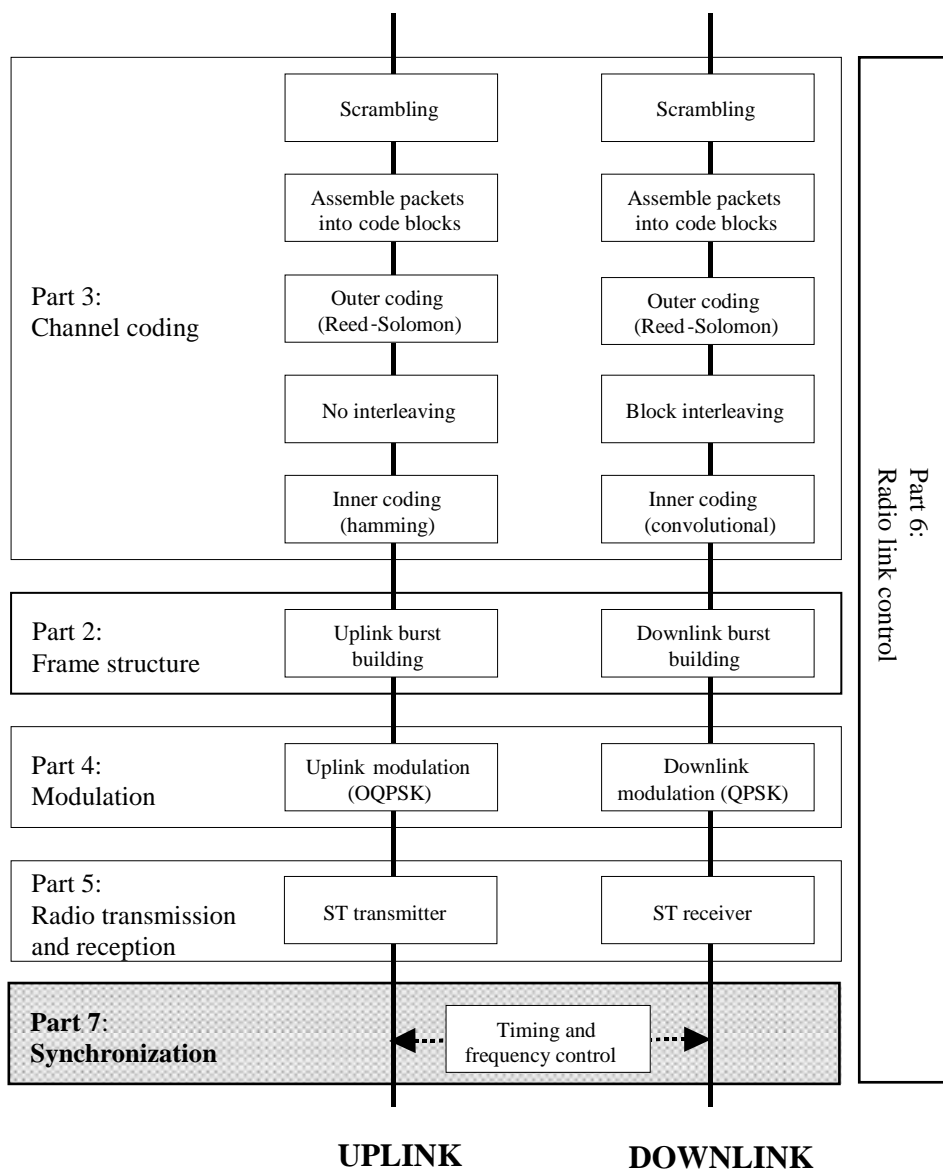 Scrambling
Scrambling
Assemble packets
into code blocks
Assemble packets
into code blocks
Part 3:
Channel coding
Outer coding
(Reed-Solomon)
Outer coding
(Reed-Solomon)
No interleaving
Block interleaving
Inner coding
(hamming)
Inner coding
(convolutional)
Part 2:
Frame structure
Uplink burst
building
Downlink burst
building
Part 4:
Modulation
Uplink modulation
(OQPSK)
Downlink
modulation (QPSK)
Part 5:
Radio transmission
and reception
ST transmitter
ST receiver
Part 7:
Synchronization
Timing and
frequency control
Part 6:
Radio link control
UPLINK
DOWNLINK